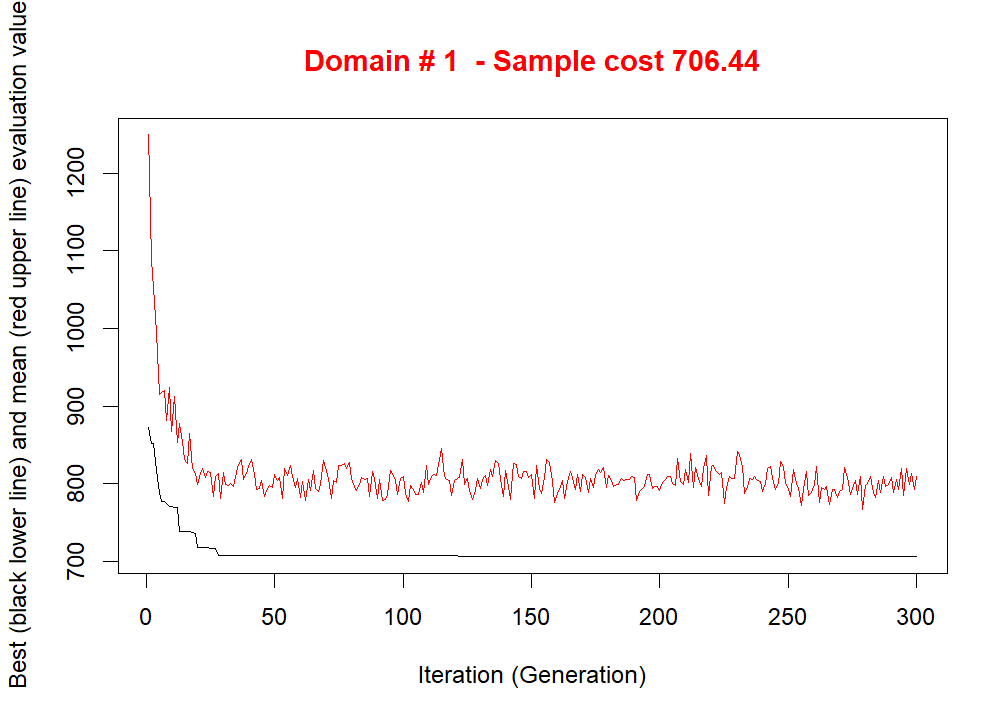 Domain # 1  - Sample cost 706.44
Best (black lower line) and mean (red upper line) evaluation value
1200
1100
1000
900
800
700
0 50 100 150 200 250 300
Iteration (Generation)